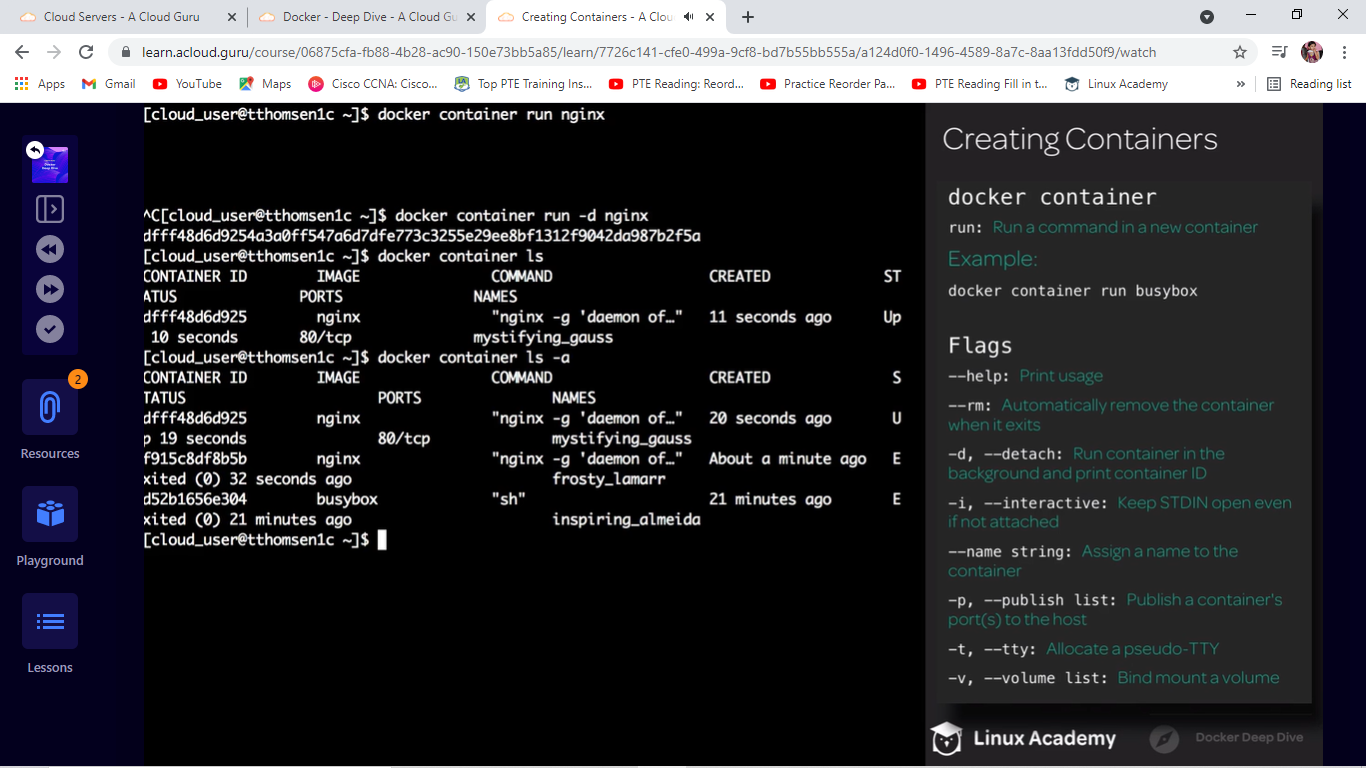 Cloud Servers - A Cloud Guru
Docker - Deep Dive - A Cloud Gu
Creating Containers - A Clou
learn.acloud.guru/course/06875cfa-fb88-4b28-ac90-150e73bb5a85/learn/7726c141-cfe0-499a-9cf8-bd7b55bb555a/a124d0f0-1496-4589-8a7c-8aa13fdd50f9/watch
Apps Gmail YouTube Maps Cisco CCNA: Cisco... Top PTE Training Ins... PTE Reading: Reord... Practice Reorder Pa... PTE Reading Fill in t... Linux Academy » Reading list
[cloud_user@tthomsen1c ~]$ docker container run nginx
^C[cloud_user@tthomsen1c ~]$ docker container run -d nginx
dfff48d6d9254a3a0ff547a6d7dfe773c3255e29ee8bf1312f9042da987b2f5a
[cloud_user@tthomsen1c ~]$ docker container ls
CONTAINER ID IMAGE COMMAND CREATED ST
ATUS PORTS NAMES
dfff48d6d925 nginx "nginx -g 'daemon of…" 11 seconds ago Up
10 seconds 80/tcp mystifying_gauss
[cloud_user@tthomsen1c ~]$ docker container ls -a
CONTAINER ID IMAGE COMMAND CREATED S
TATUS PORTS NAMES
dfff48d6d925 nginx "nginx -g 'daemon of…" 20 seconds ago U
p 19 seconds 80/tcp mystifying_gauss
f915c8df8b5b nginx "nginx -g 'daemon of…" About a minute ago E
xited (0) 32 seconds ago frosty_lamarr
d52b1656e304 busybox "sh" 21 minutes ago E
xited (0) 21 minutes ago inspiring_almeida
[cloud_user@tthomsen1c ~]$
Creating Containers
docker container
run: Run a command in a new container
Example:
docker container run busybox
Flags
--help: Print usage
--rm: Automatically remove the container
when it exits
-d, --detach: Run container in the
background and print container ID
-i, --interactive: Keep STDIN open even
if not attached
--name string: Assign a name to the
container
-p, --publish list: Publish a container's
port(s) to the host
-t, --tty: Allocate a pseudo-TTY
-v, --volume list: Bind mount a volume
Linux Academy
Docker Deep Dive
Docker
Deep Dive
2
Resources
Playground
Lessons